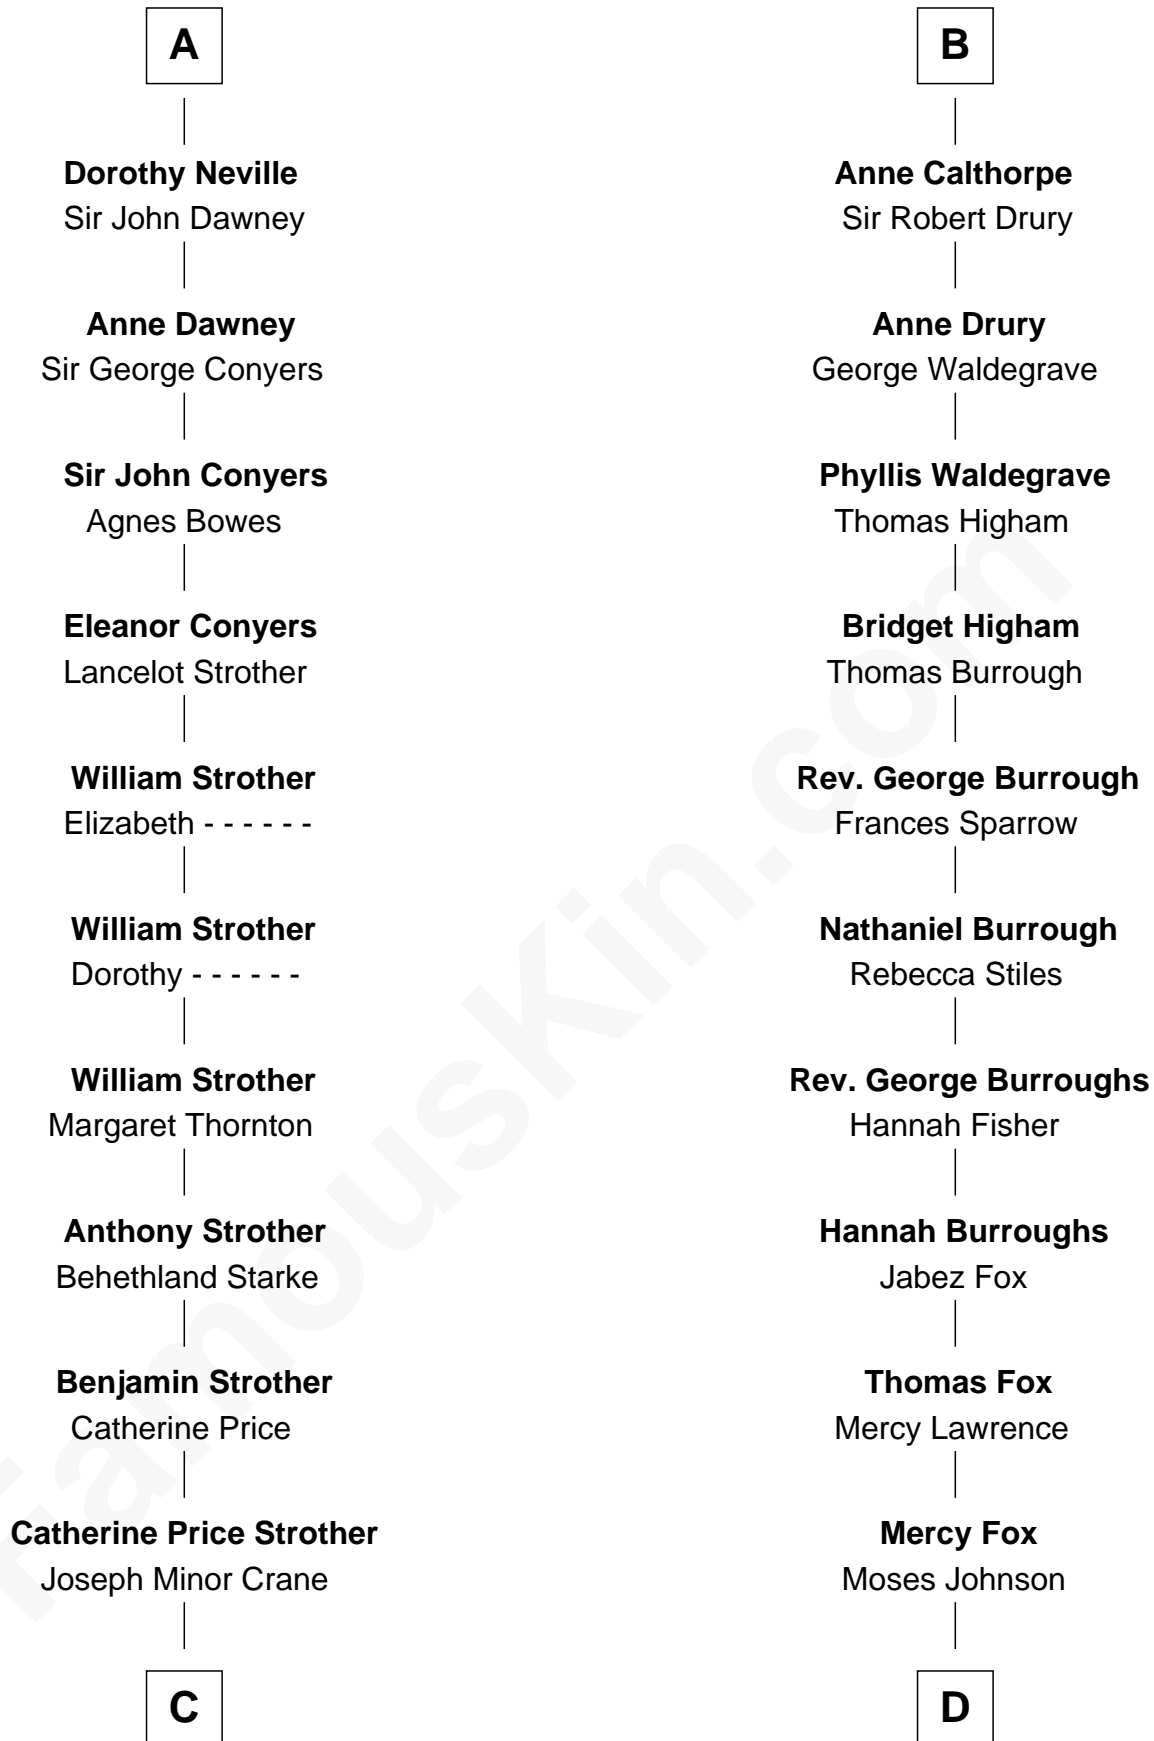 A
Dorothy Neville
Sir John Dawney
Anne Dawney
Sir George Conyers
Sir John Conyers
Agnes Bowes
Eleanor Conyers
Lancelot Strother
William Strother
Elizabeth - - - - - -
William Strother
Dorothy - - - - - -
William Strother
Margaret Thornton
Anthony Strother
Behethland Starke
Benjamin Strother
Catherine Price
Catherine Price Strother
Joseph Minor Crane
C
B
Anne Calthorpe
Sir Robert Drury
Anne Drury
George Waldegrave
Phyllis Waldegrave
Thomas Higham
Bridget Higham
Thomas Burrough
Rev. George Burrough
Frances Sparrow
Nathaniel Burrough
Rebecca Stiles
Rev. George Burroughs
Hannah Fisher
Hannah Burroughs
Jabez Fox
Thomas Fox
Mercy Lawrence
Mercy Fox
Moses Johnson
D
FamousKin.com